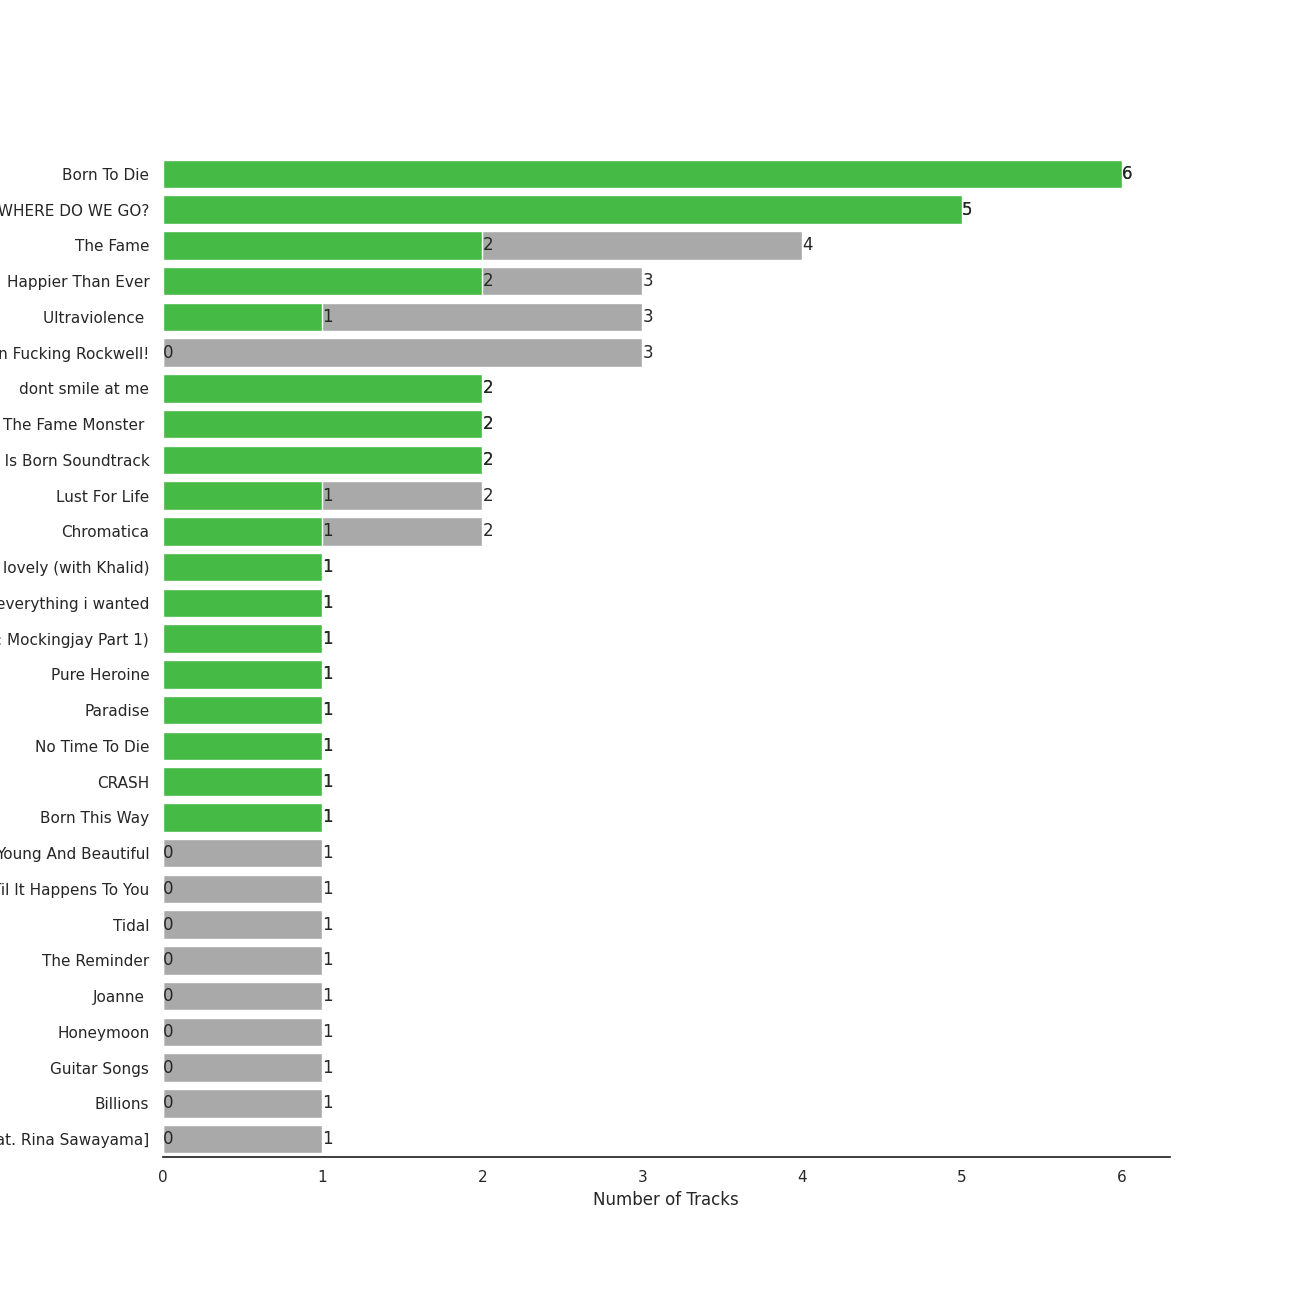 Born To Die 6
WHERE DO WE GO? 5
The Fame 2 4
Happier Than Ever 2 3
Ultraviolence 1 3
Fucking Rockwell! 0 3
dont smile at me 2
The Fame Monster 2
Is Born Soundtrack 2
Lust For Life 1 2
Chromatica 1 2
lovely (with Khalid) 1
everything i wanted 1
: Mockingjay Part 1) 1
Pure Heroine 1
Paradise 1
No Time To Die 1
CRASH 1
Born This Way 1
Young And Beautiful 0 1
It Happens To You 0 1
Tidal 0 1
The Reminder 0 1
Joanne 0 1
Honeymoon 0 1
Guitar Songs 0 1
Billions 0 1
Rina Sawayama] 0 1
0 1 2 3 4 5 6
Number of Tracks